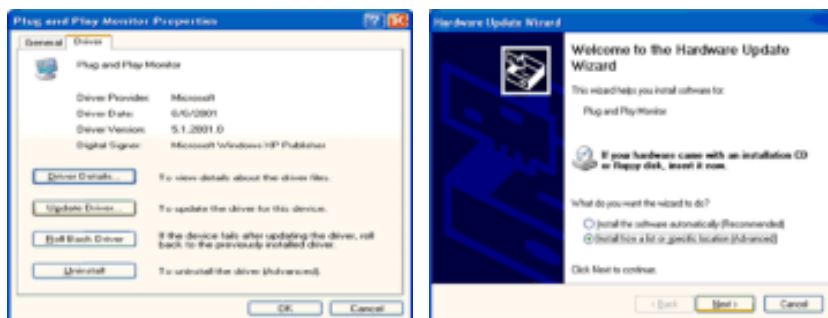 Plug and Play Monitor Properties
General Driver
Plug and Play Monitor
Driver Provider: Microsoft
Driver Date: 6/6/2001
Driver Version: 5.1.2001.0
Digital Signer: Microsoft Windows XP Publisher
Driver Details... To view details about the driver files.
Update Driver... To update the driver for this device.
Roll Back Driver If the device fails after updating the driver, roll
back to the previously installed driver.
Uninstall To uninstall the driver (Advanced).
OK Cancel
Hardware Update Wizard
Welcome to the Hardware Update
Wizard
This wizard helps you install software for:
Plug and Play Monitor
If your hardware came with an installation CD
or floppy disk, insert it now.
What do you want the wizard to do?
Install the software automatically (Recommended)
Install from a list or specific location (Advanced)
Click Next to continue.
< Back Next > Cancel